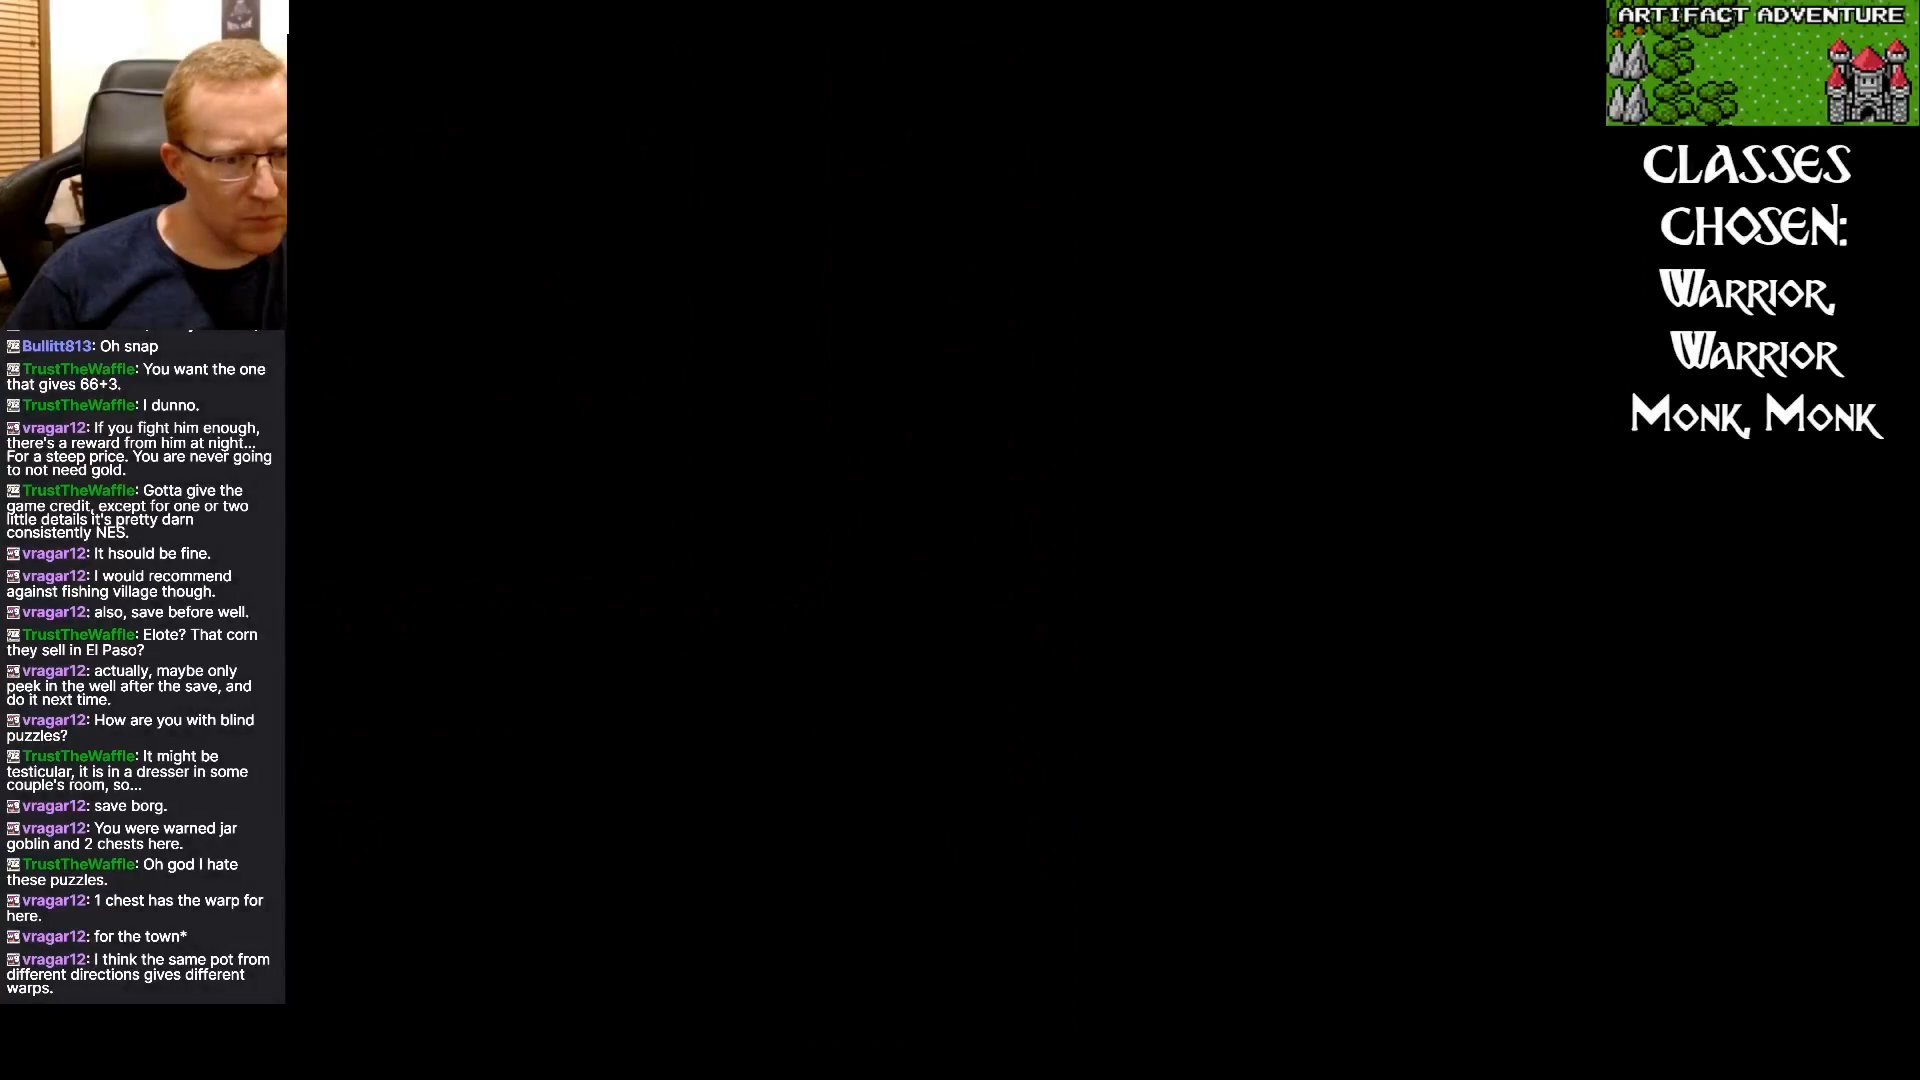 ARTIFACT ADVENTURE
CLASSES
CHOSEN:
WARRIOR,
WARRIOR
MONK, MONK
Bullitt813: Oh snap
TrustTheWaffle: You want the one
that gives 66+3.
TrustTheWaffle: I dunno.
vragar12: If you fight him enough,
there's a reward from him at night...
For a steep price. You are never going
to not need gold.
TrustTheWaffle: Gotta give the
game credit, except for one or two
little details it's pretty darn
consistently NES.
vragar12: It hsould be fine.
vragar12: I would recommend
against fishing village though.
vragar12: also, save before well.
TrustTheWaffle: Elote? That corn
they sell in El Paso?
vragar12: actually, maybe only
peek in the well after the save, and
do it next time.
vragar12: How are you with blind
puzzles?
TrustTheWaffle: It might be
testicular, it is in a dresser in some
couple's room, so...
vragar12: save borg.
vragar12: You were warned jar
goblin and 2 chests here.
TrustTheWaffle: Oh god I hate
these puzzles.
vragar12: 1 chest has the warp for
here.
vragar12: for the town*
vragar12: I think the same pot from
different directions gives different
warps.